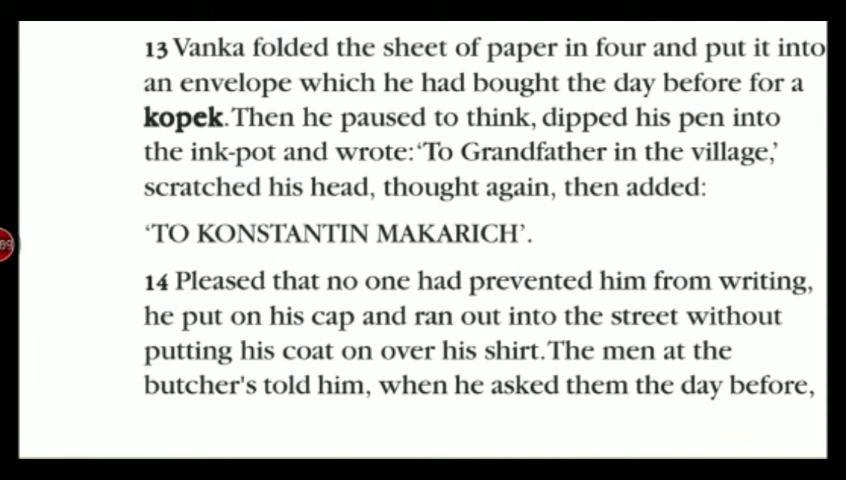 13 Vanka folded the sheet of paper in four and put it into
an envelope which he had bought the day before for a
kopek. Then he paused to think, dipped his pen into
the ink-pot and wrote: ‘To Grandfather in the village,’
scratched his head, thought again, then added:
‘TO KONSTANTIN MAKARICH’.
14 Pleased that no one had prevented him from writing,
he put on his cap and ran out into the street without
putting his coat on over his shirt. The men at the
butcher's told him, when he asked them the day before,